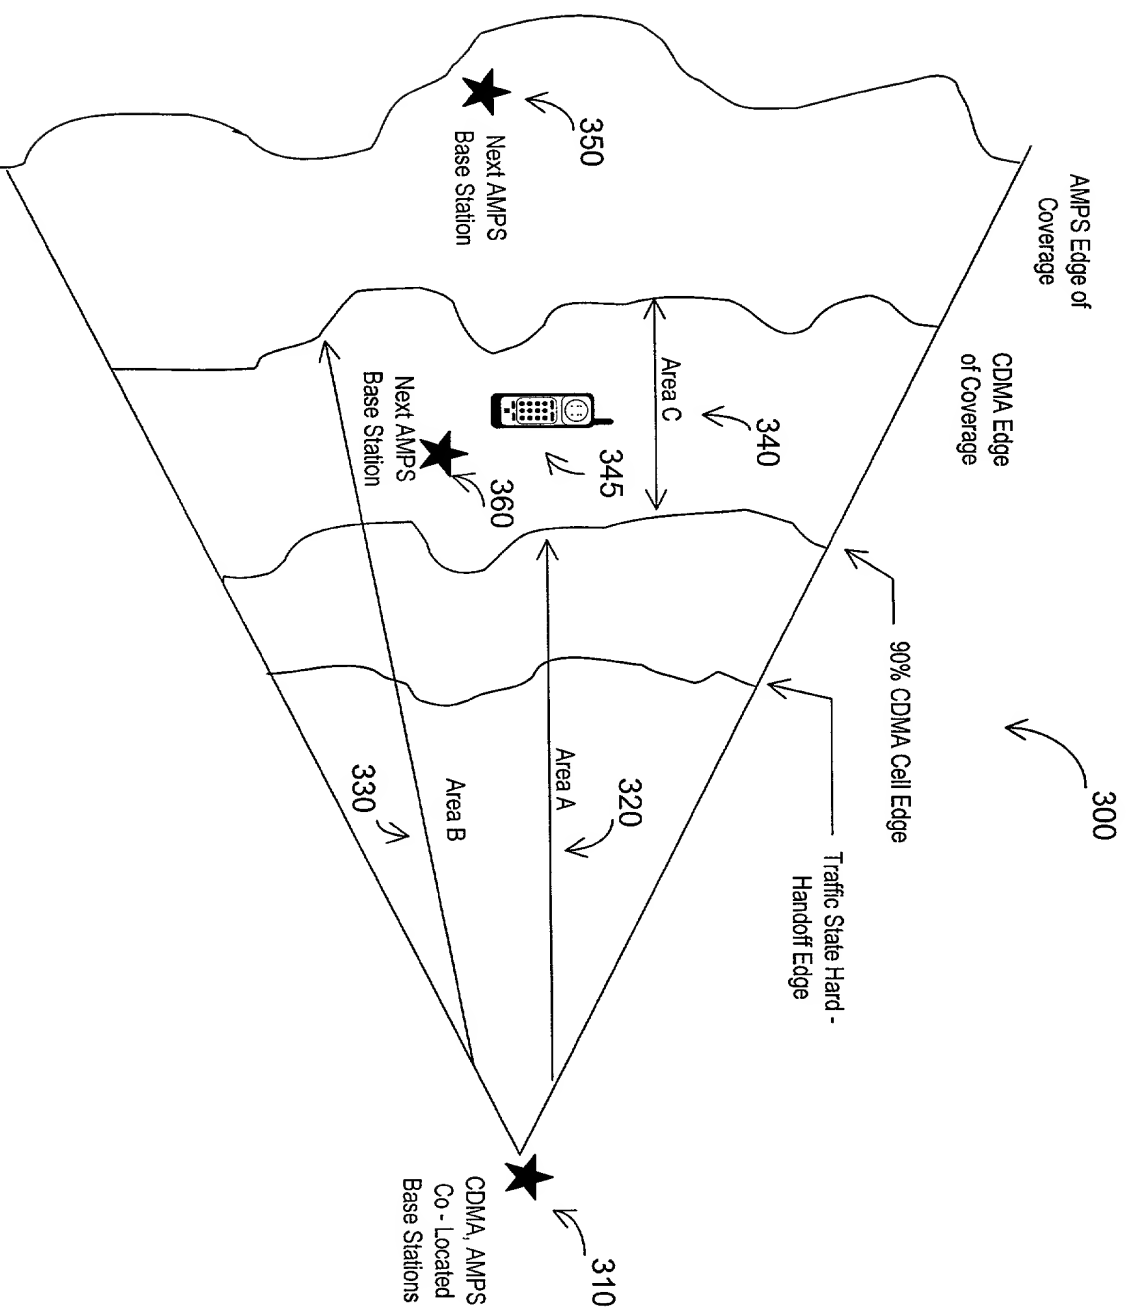 300
AMPS Edge of
Coverage
CDMA Edge
of Coverage
90% CDMA Cell Edge
Traffic State Hard -
Handoff Edge
340
Area C
345
320
Area A
350
Next AMPS
Base Station
360
Next AMPS
Base Station
Area B
330
310
CDMA, AMPS
Co - Located
Base Stations